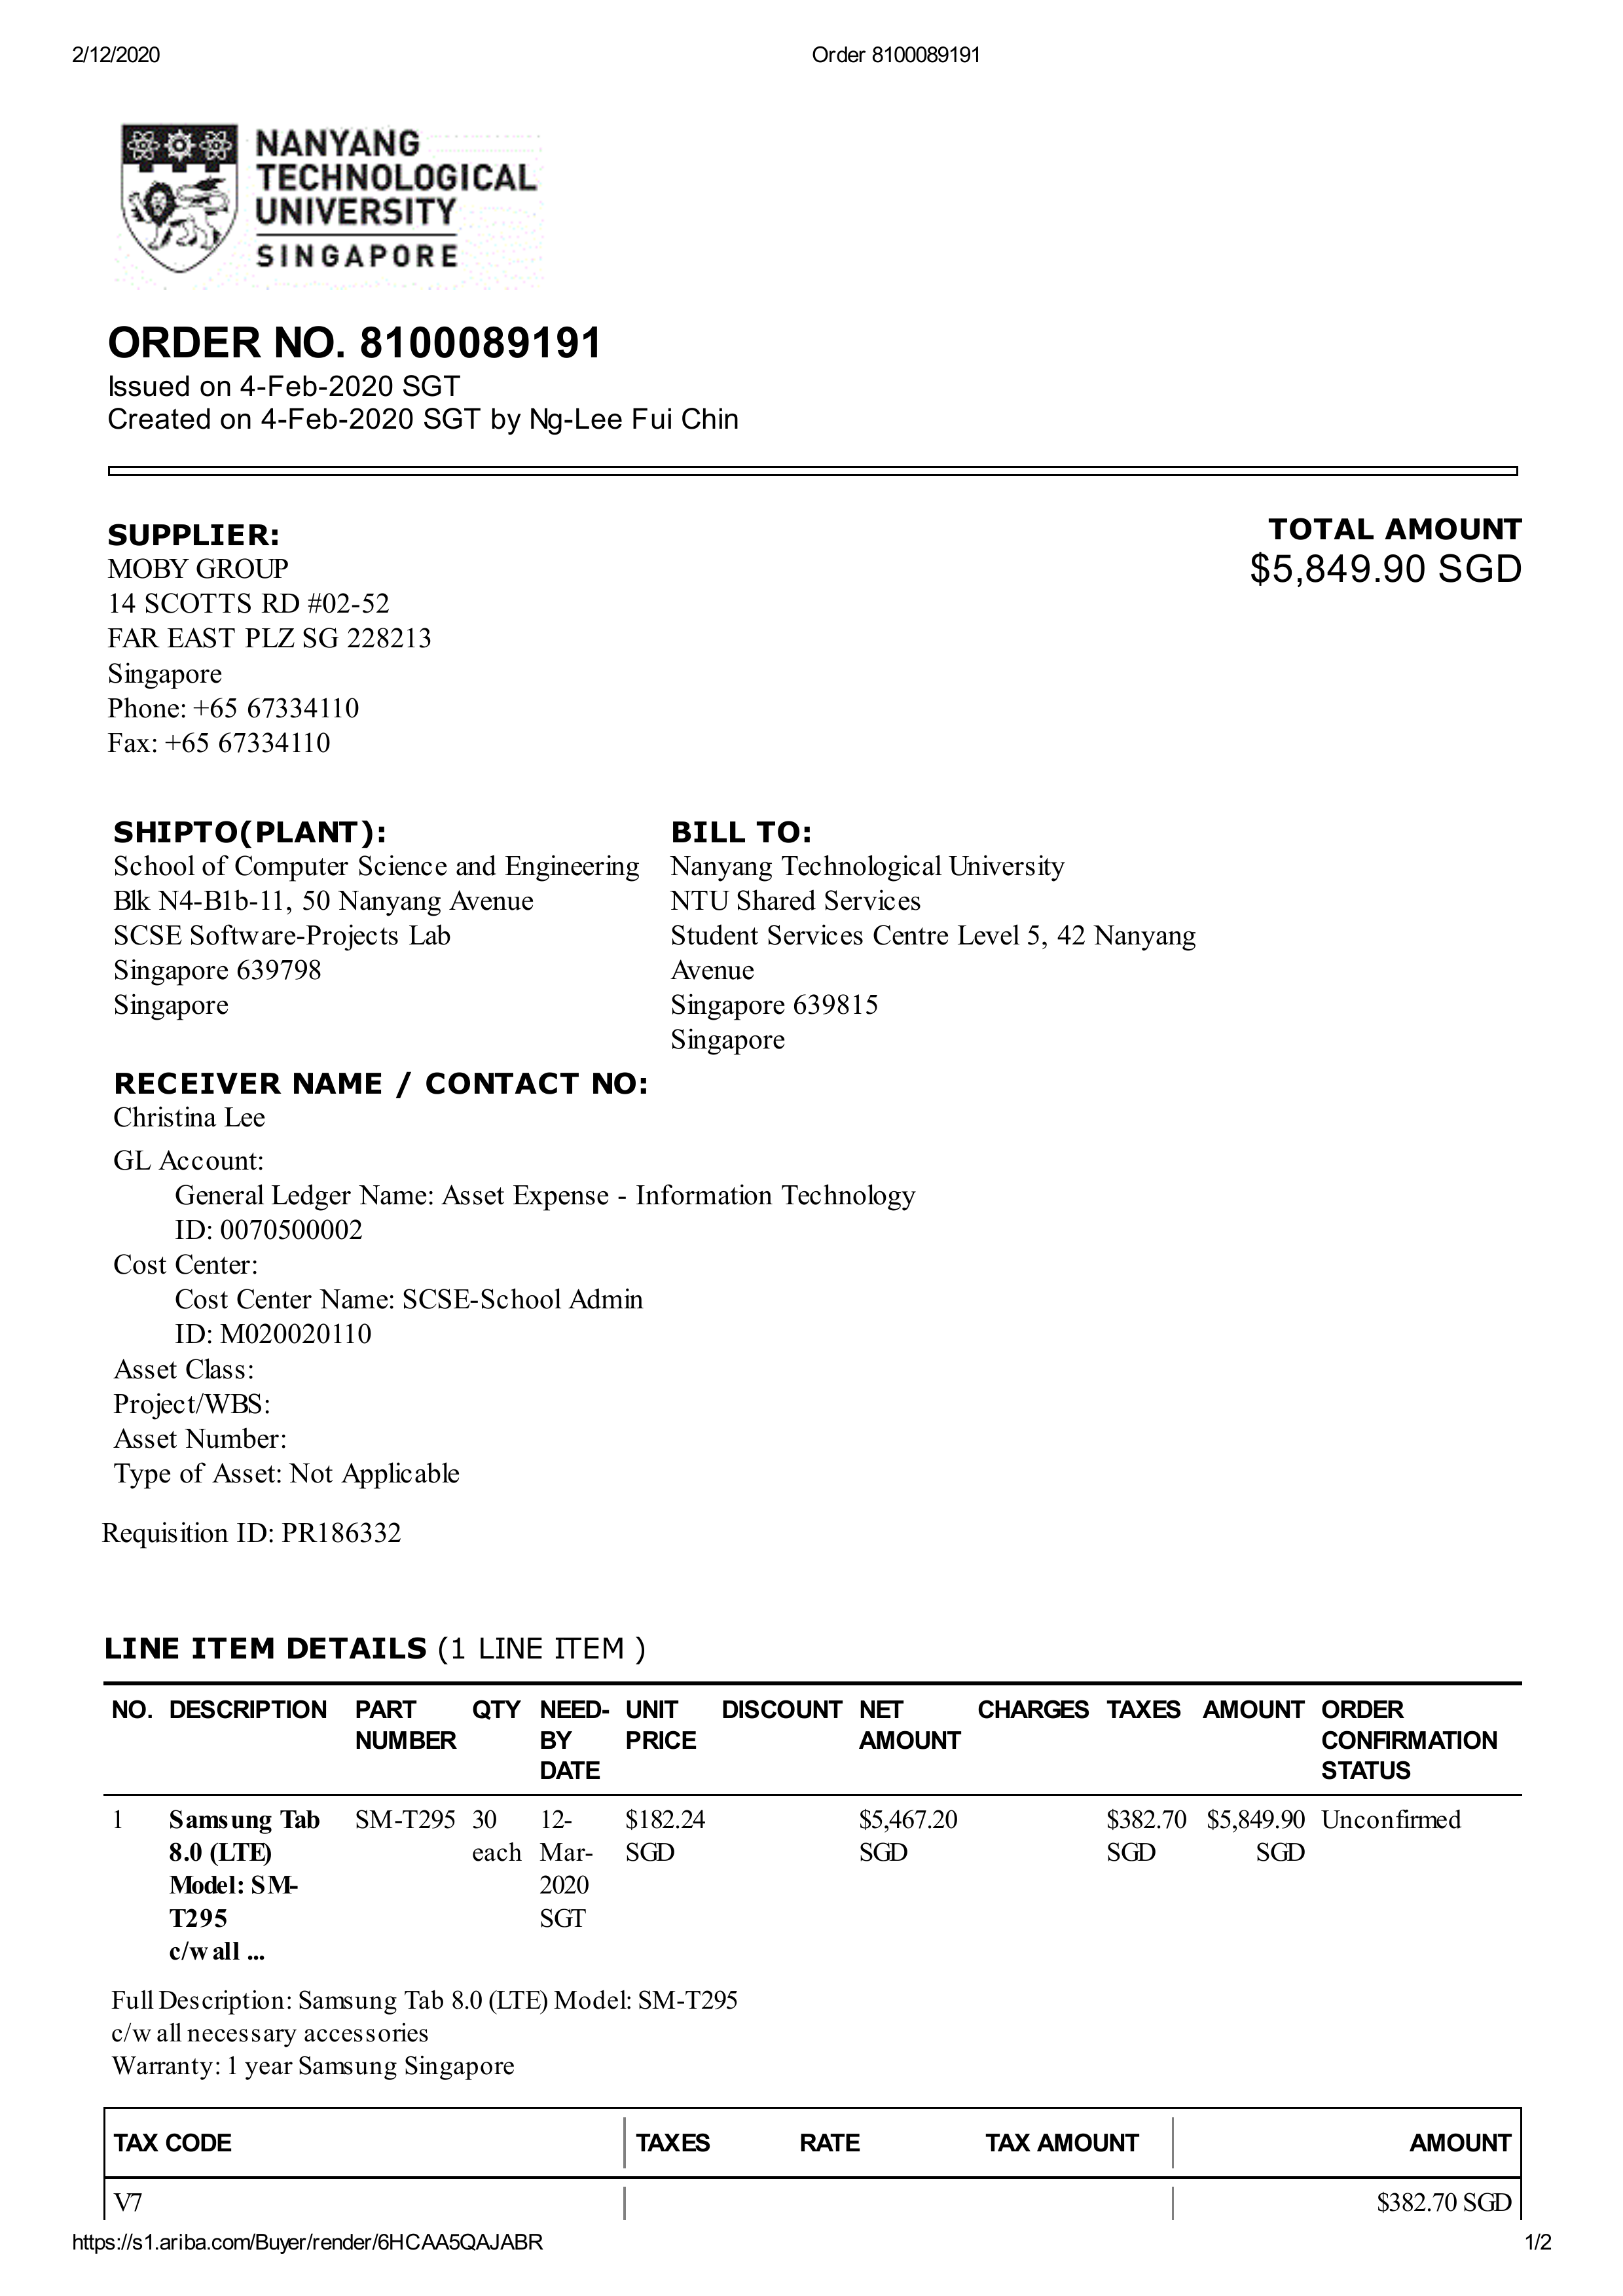 2/12/2020 Order 8100089191
NANYANG
TECHNOLOGICAL
UNIVERSITY
SINGAPORE
ORDER NO. 8100089191
Issued on 4-Feb-2020 SGT
Created on 4-Feb-2020 SGT by Ng-Lee Fui Chin
SUPPLIER:
MOBY GROUP
14 SCOTTS RD #02-52
FAR EAST PLZ SG 228213
Singapore
Phone: +65 67334110
Fax: +65 67334110
TOTAL AMOUNT
$5,849.90 SGD
SHIPTO(PLANT):
School of Computer Science and Engineering
Blk N4-B1b-11, 50 Nanyang Avenue
SCSE Software-Projects Lab
Singapore 639798
Singapore
BILL TO:
Nanyang Technological University
NTU Shared Services
Student Services Centre Level 5, 42 Nanyang
Avenue
Singapore 639815
Singapore
RECEIVER NAME / CONTACT NO:
Christina Lee
GL Account:
General Ledger Name: Asset Expense - Information Technology
ID: 0070500002
Cost Center:
Cost Center Name: SCSE-School Admin
ID: M020020110
Asset Class:
Project/WBS:
Asset Number:
Type of Asset: Not Applicable
Requisition ID: PR186332
LINE ITEM DETAILS (1 LINE ITEM )
NO. DESCRIPTION PART QTY NEED- UNIT DISCOUNT NET CHARGES TAXES AMOUNT ORDER
NUMBER BY PRICE AMOUNT CONFIRMATION
DATE STATUS
1 Samsung Tab SM-T295 30 12- $182.24 $5,467.20 $382.70 $5,849.90 Unconfirmed
8.0 (LTE) each Mar- SGD SGD SGD SGD
Model: SM- 2020
T295 SGT
c/w all ...
Full Description: Samsung Tab 8.0 (LTE) Model: SM-T295
c/w all necessary accessories
Warranty: 1 year Samsung Singapore
TAX CODE TAXES RATE TAX AMOUNT AMOUNT
V7 $382.70 SGD
https://s1.ariba.com/Buyer/render/6HCAA5QAJABR 1/2